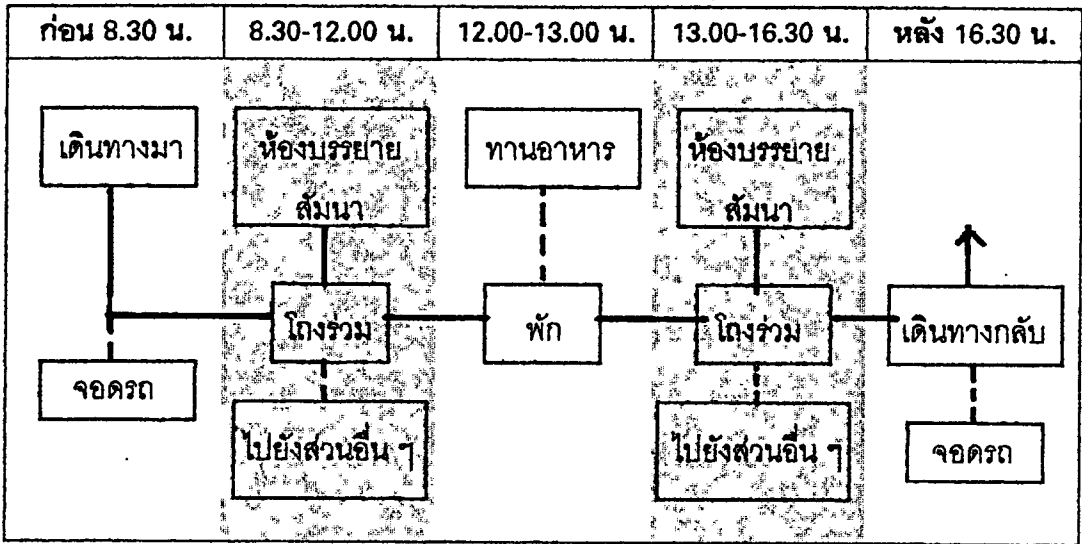 ก่อน 8.30 น. 8.30-12.00 น. 12.00-13.00 น. 13.00-16.30 น. หลัง 16.30 น.
เดินทางมา ห้องบรรยาย ทานอาหาร ห้องบรรยาย
สัมนา สัมนา
โถงร่วม พัก โถงร่วม เดินทางกลับ
จอดรถ ไปยังส่วนอื่น ๆ ไปยังส่วนอื่น ๆ จอดรถ